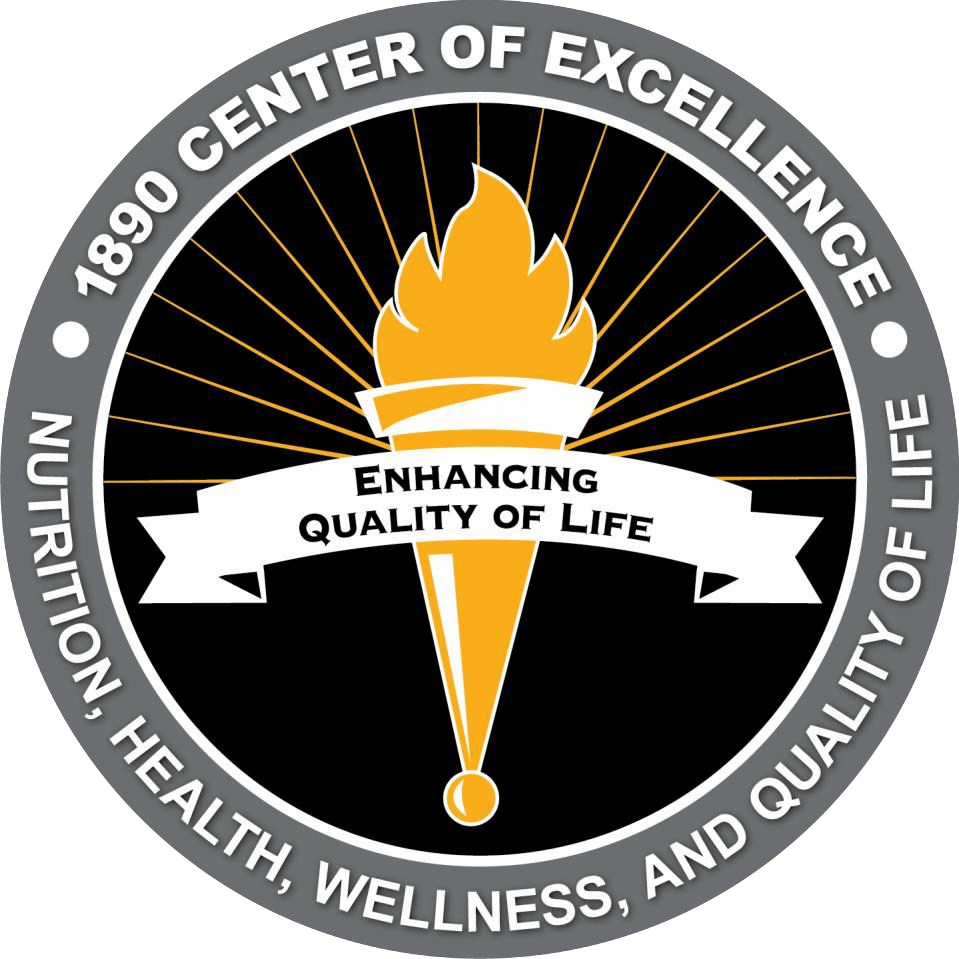 1890 CENTER OF EXCELLENCE
ENHANCING
QUALITY OF LIFE
NUTRITION, HEALTH, WELLNESS, AND QUALITY OF LIFE